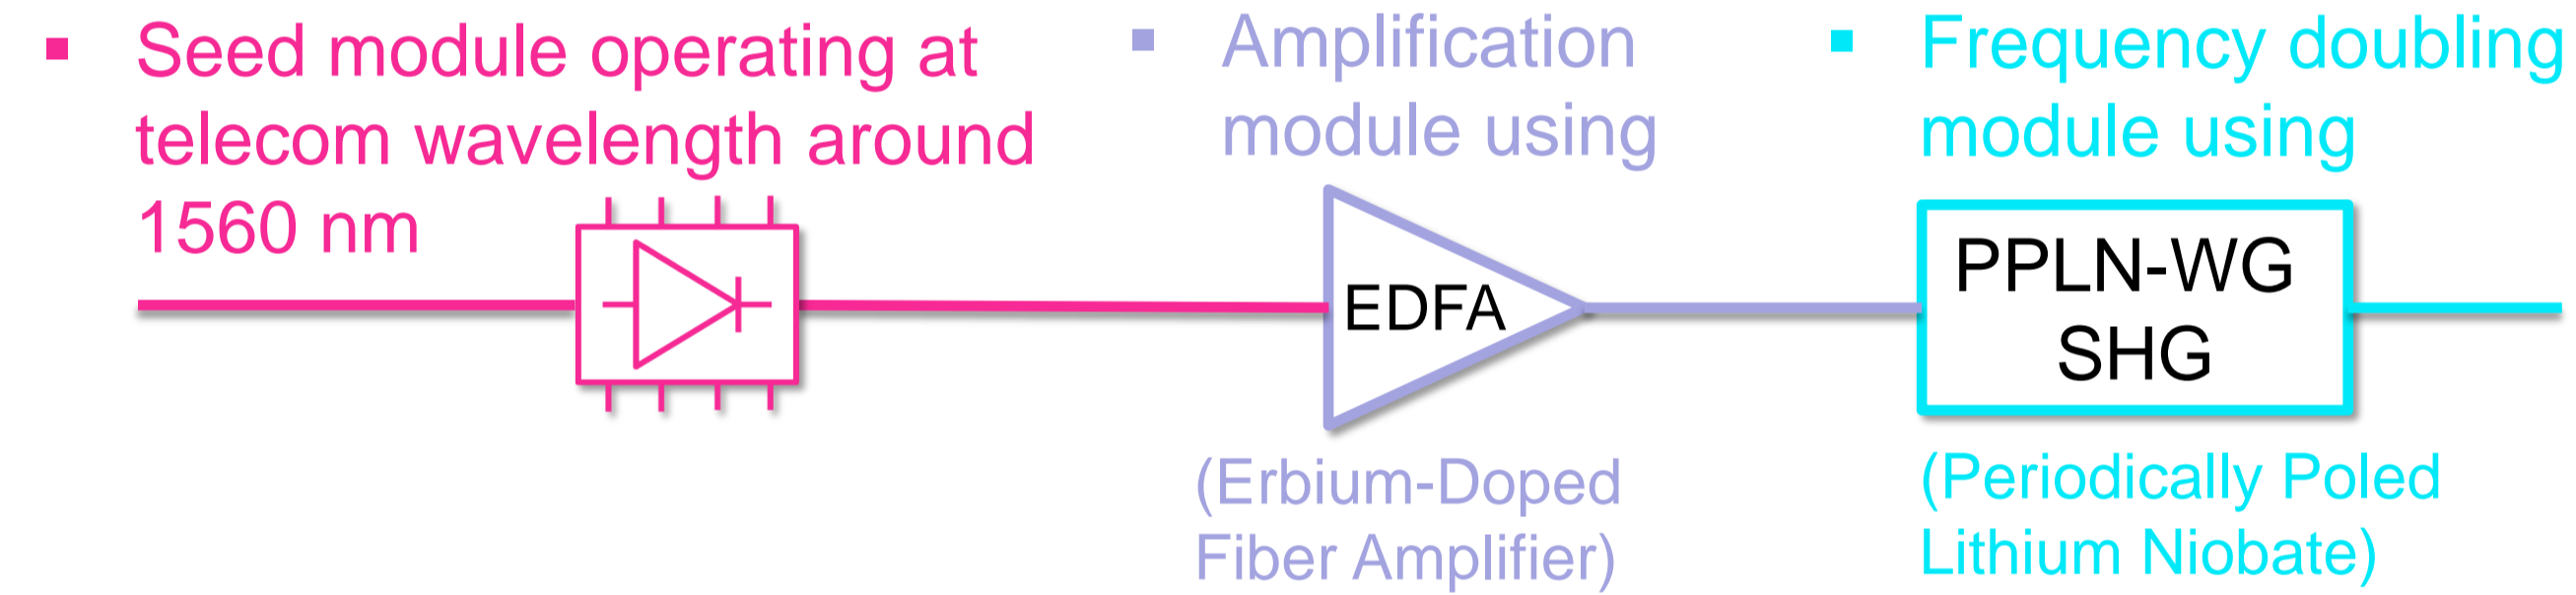 ▪ Seed module operating at
telecom wavelength around
1560 nm
▪ Amplification
module using
EDFA
(Erbium-Doped
Fiber Amplifier)
▪ Frequency doubling
module using
PPLN-WG
SHG
(Periodically Poled
Lithium Niobate)